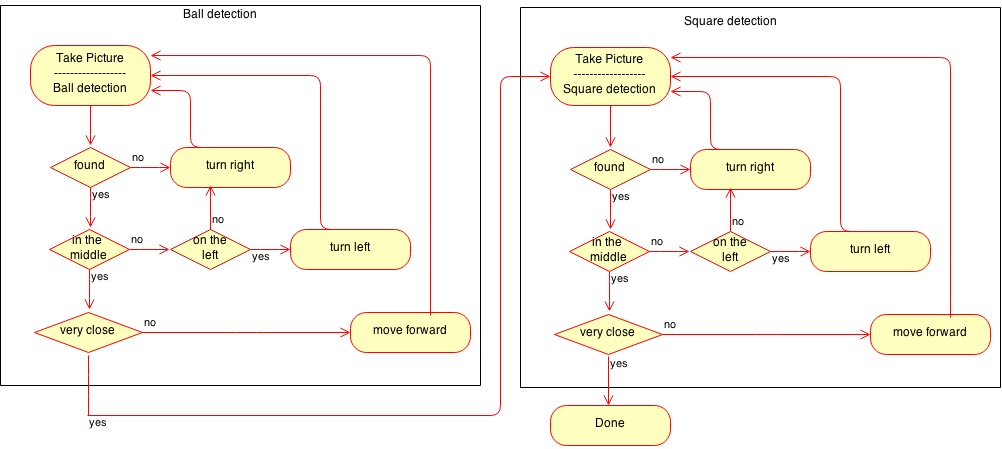 Ball detection
Take Picture
------------------
Ball detection
found
no
turn right
yes
no
in the
middle
no
on the
left
yes
turn left
yes
very close
no
move forward
yes
Square detection
Take Picture
------------------
Square detection
found
no
turn right
yes
no
in the
middle
no
on the
left
yes
turn left
yes
very close
no
move forward
yes
Done